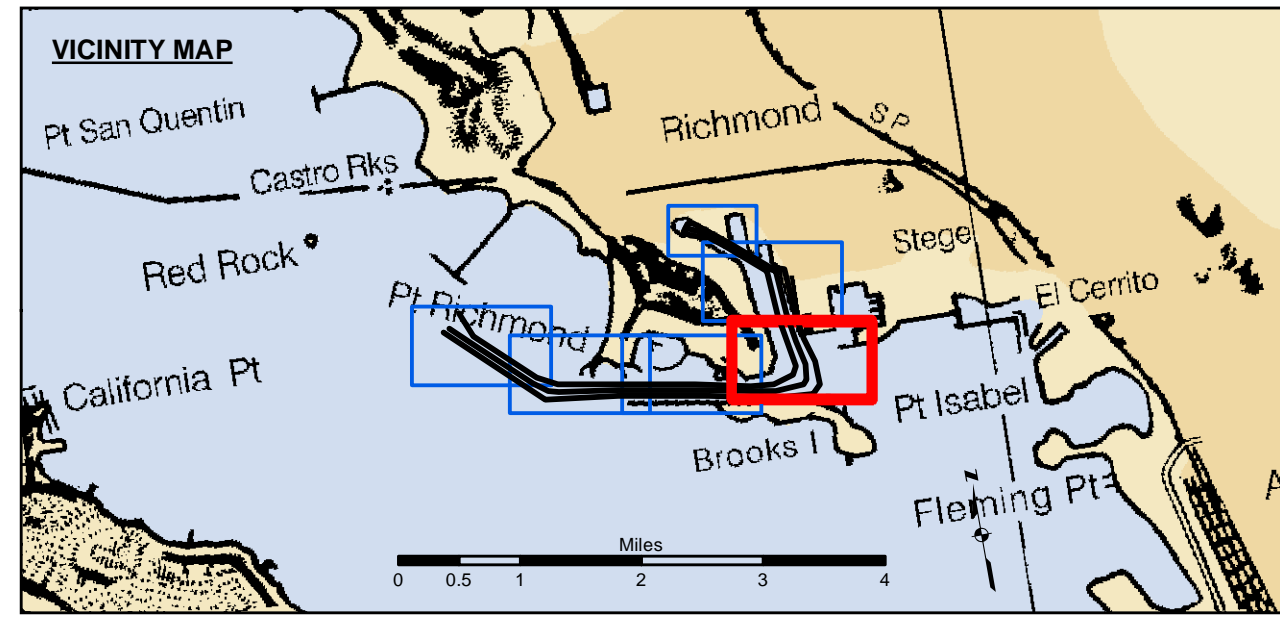 VICINITY MAP
Pt San Quentin
Richmond
SP
Castro Rks
Stege
Red Rock
El Cerrito
Pt Richmond
California Pt
Pt Isabel
Brooks I
Fleming Pt
N
A
Miles
0 0.5 1 2 3 4